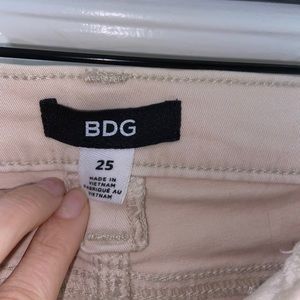 BDG
25
MADE IN
VIETNAM
FABRIQUÉ AU
VIETNAM